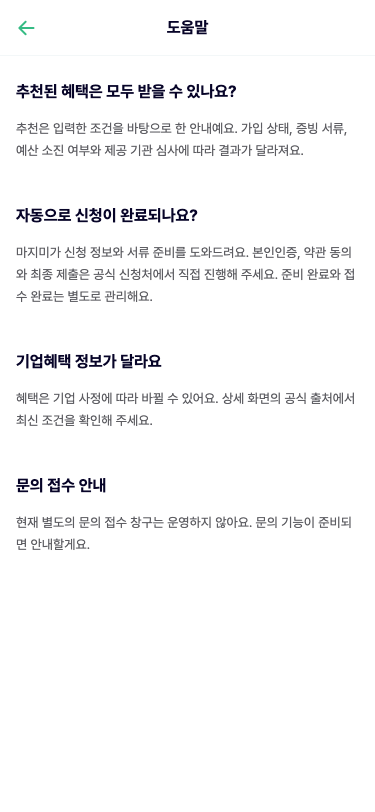 도움말
추천된 혜택은 모두 받을 수 있나요?
추천은 입력한 조건을 바탕으로 한 안내예요. 가입 상태, 증빙 서류,
예산 소진 여부와 제공 기관 심사에 따라 결과가 달라져요.
자동으로 신청이 완료되나요?
마지미가 신청 정보와 서류 준비를 도와드려요. 본인인증, 약관 동의
와 최종 제출은 공식 신청처에서 직접 진행해 주세요. 준비 완료와 접
수 완료는 별도로 관리해요.
기업혜택 정보가 달라요
혜택은 기업 사정에 따라 바뀔 수 있어요. 상세 화면의 공식 출처에서
최신 조건을 확인해 주세요.
문의 접수 안내
현재 별도의 문의 접수 창구는 운영하지 않아요. 문의 기능이 준비되
면 안내할게요.